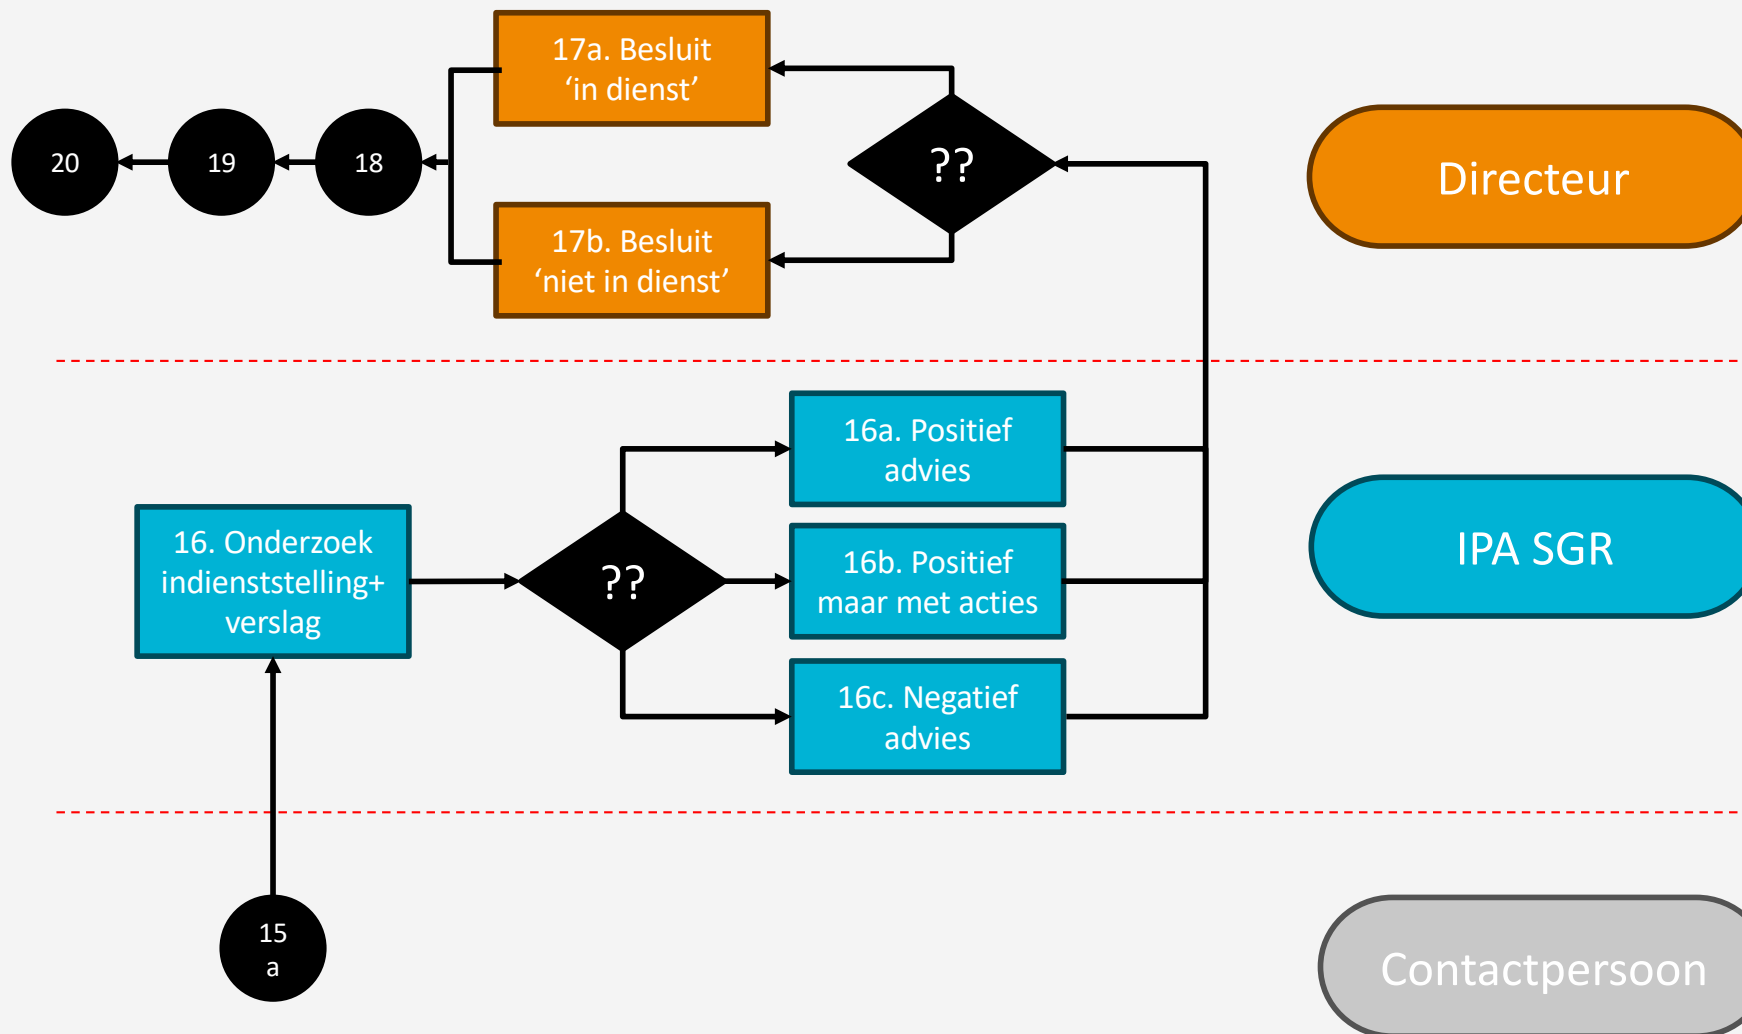 17a. Besluit
‘in dienst’
20
19
18
??
Directeur
17b. Besluit
‘niet in dienst’
16a. Positief
advies
16. Onderzoek
indienststelling+
verslag
??
16b. Positief
maar met acties
IPA SGR
16c. Negatief
advies
15
a
Contactpersoon